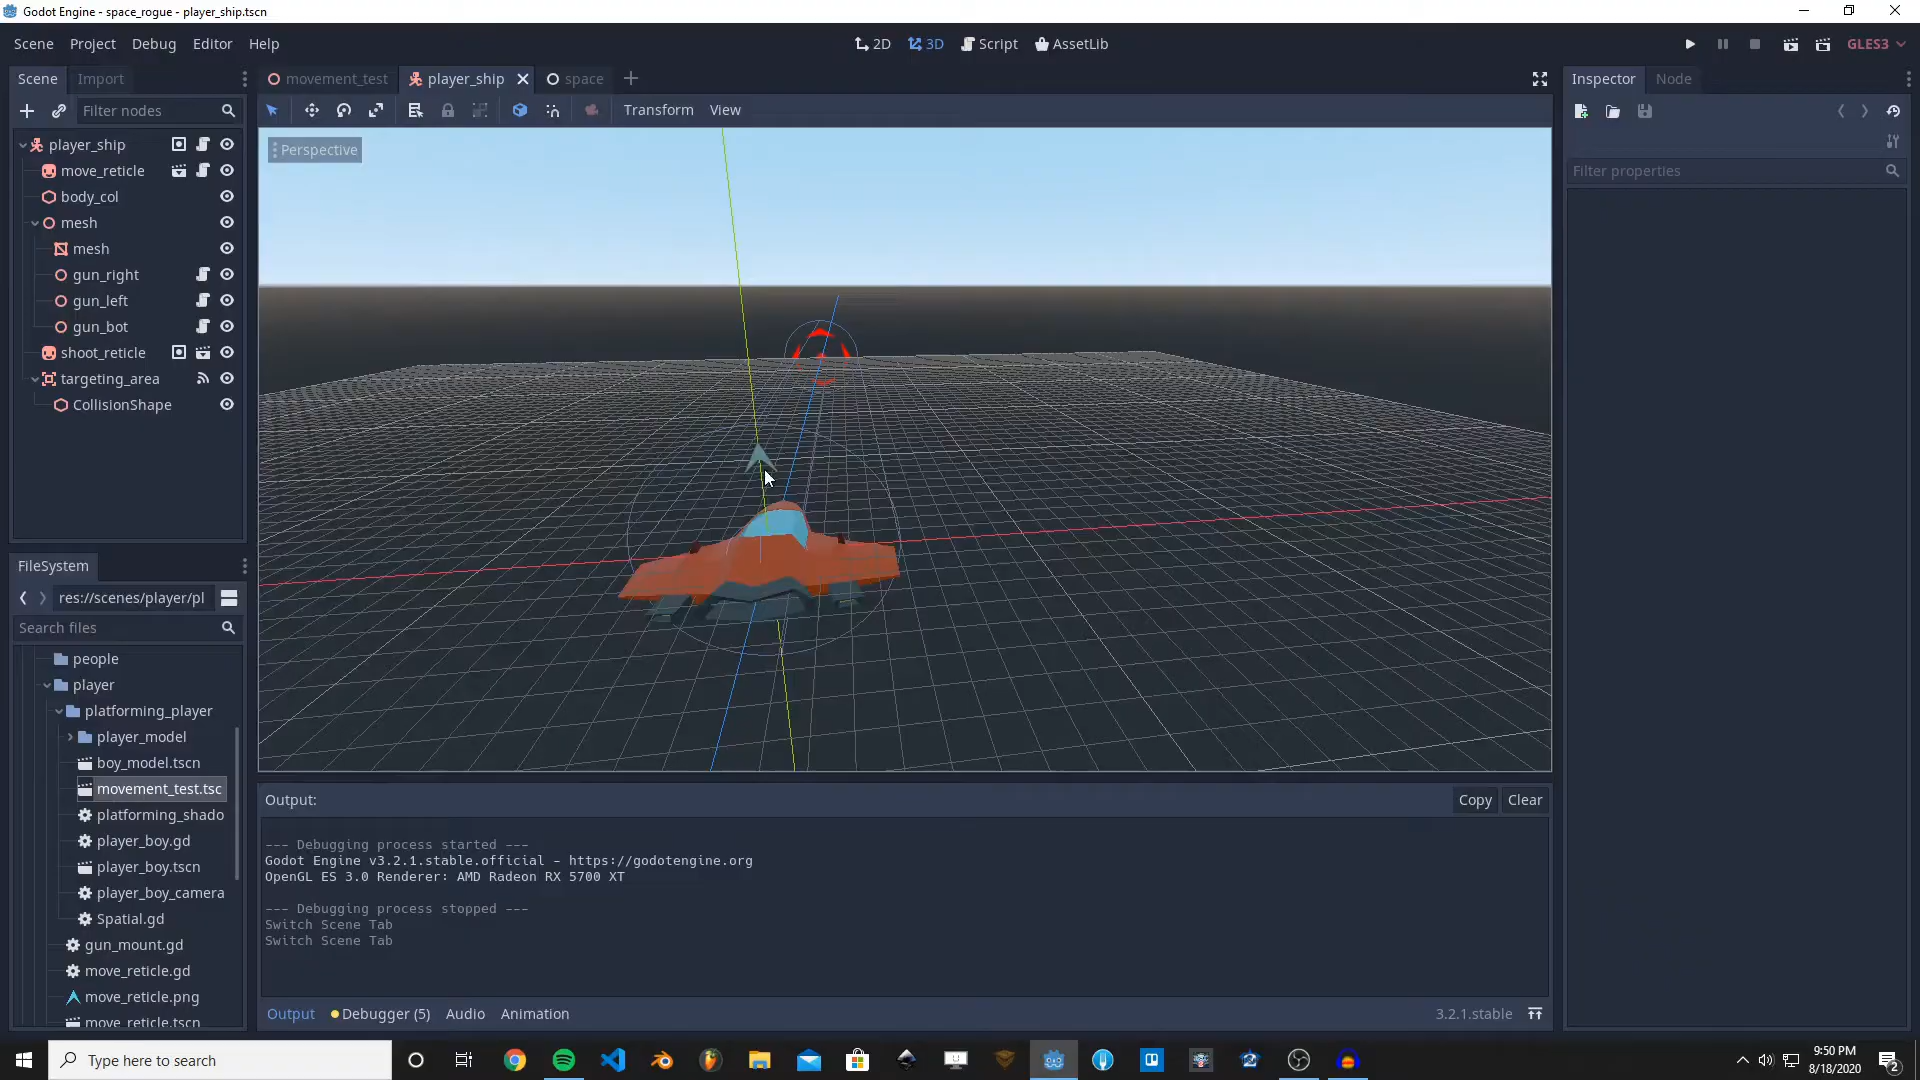 Godot Engine - space_rogue - player_ship.tscn
Scene Project Debug Editor Help
2D 3D Script AssetLib
GLES3
Scene Import
movement_test player_ship space
Inspector Node
Filter nodes
Transform View
Perspective
Filter properties
player_ship
move_reticle
body_col
mesh
mesh
gun_right
gun_left
gun_bot
shoot_reticle
targeting_area
CollisionShape
FileSystem
res://scenes/player/pl
Search files
people
player
platforming_player
player_model
boy_model.tscn
movement_test.tsc
platforming_shado
player_boy.gd
player_boy.tscn
player_boy_camera
Spatial.gd
gun_mount.gd
move_reticle.gd
move_reticle.png
move_reticle.tscn
Output:
Copy Clear
--- Debugging process started ---
Godot Engine v3.2.1.stable.official - https://godotengine.org
OpenGL ES 3.0 Renderer: AMD Radeon RX 5700 XT
--- Debugging process stopped ---
Switch Scene Tab
Switch Scene Tab
Output Debugger (5) Audio Animation
3.2.1.stable
Type here to search
9:50 PM
8/18/2020
2